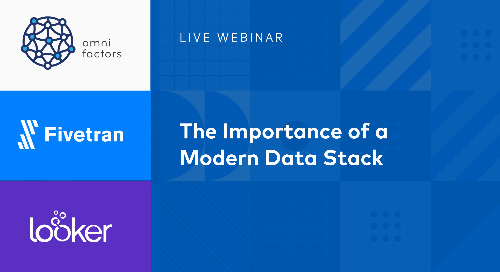 omni
factors
LIVE WEBINAR
Fivetran
The Importance of a
Modern Data Stack
looker